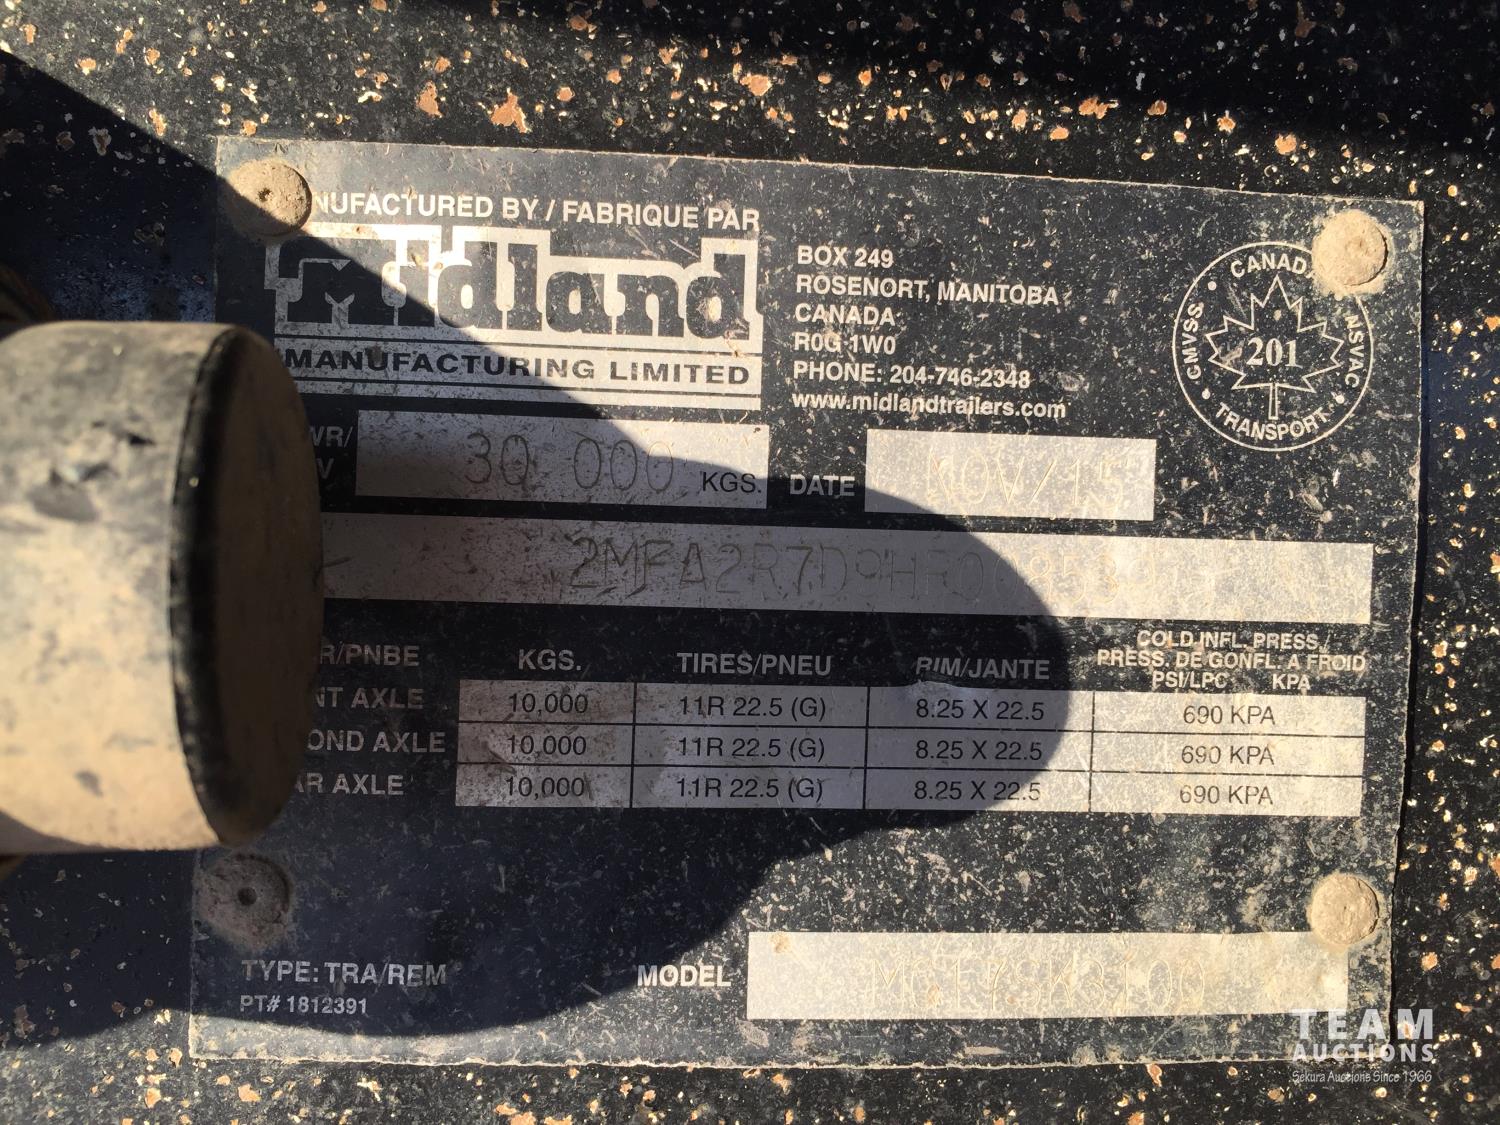 NUFACTURED BY / FABRIQUE PAR
Midland
MANUFACTURING LIMITED
BOX 249
ROSENORT, MANITOBA
CANADA
R0G 1W0
PHONE: 204-746-2348
www.midlandtrailers.com
CANADA
CMVSS 201 NSVAC
TRANSPORT
WR/
V
30 000 KGS. DATE NOV/15
R/PNBE KGS. TIRES/PNEU RIM/JANTE COLD INFL. PRESS./
PRESS. DE GONFL. A FROID
PSI/LPC KPA
NT AXLE 10,000 11R 22.5 (G) 8.25 X 22.5 690 KPA
OND AXLE 10,000 11R 22.5 (G) 8.25 X 22.5 690 KPA
AR AXLE 10,000 11R 22.5 (G) 8.25 X 22.5 690 KPA
TYPE: TRA/REM
PT# 1812391
MODEL
TEAM
AUCTIONS
Sekura Auctions Since 1966